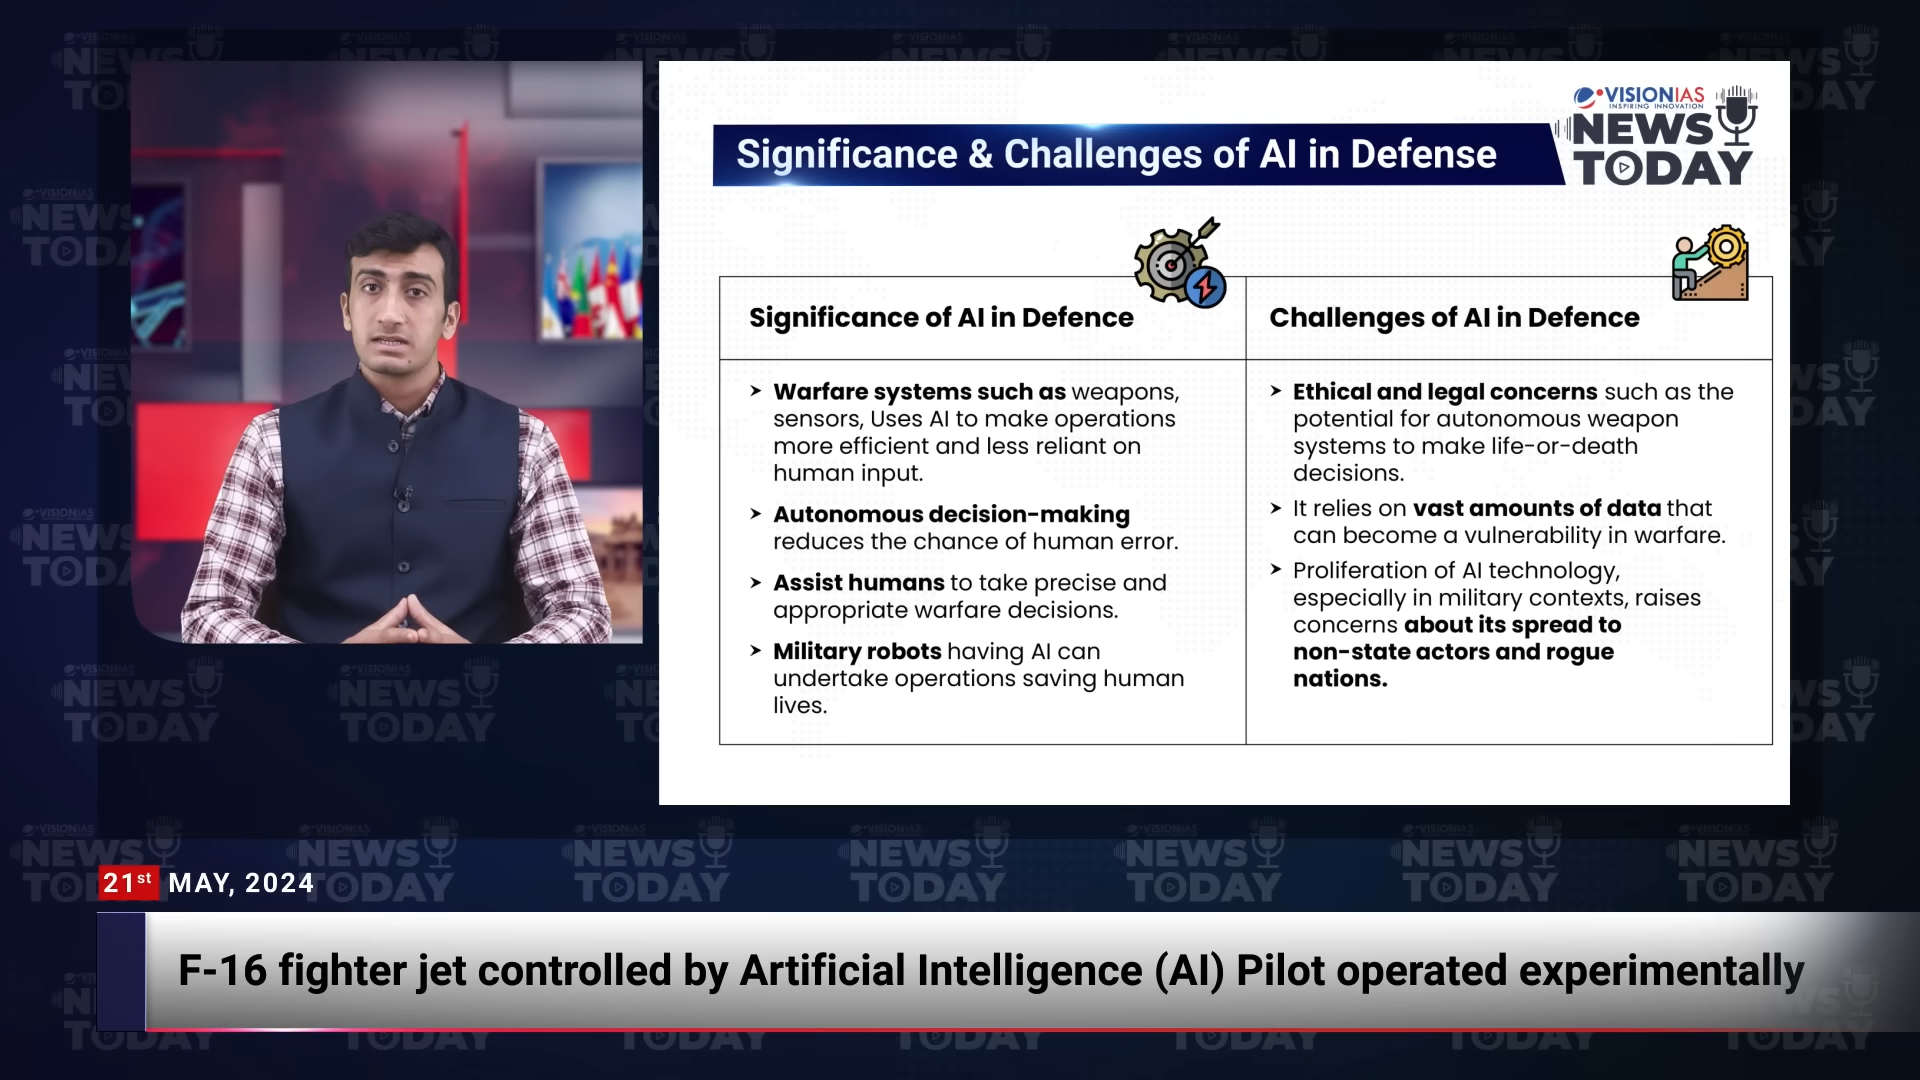 VISIONIAS
INSPIRING INNOVATION
NEWS
TODAY
Significance & Challenges of AI in Defense
Significance of AI in Defence
➤ Warfare systems such as weapons,
sensors, Uses AI to make operations
more efficient and less reliant on
human input.
➤ Autonomous decision-making
reduces the chance of human error.
➤ Assist humans to take precise and
appropriate warfare decisions.
➤ Military robots having AI can
undertake operations saving human
lives.
Challenges of AI in Defence
➤ Ethical and legal concerns such as the
potential for autonomous weapon
systems to make life-or-death
decisions.
➤ It relies on vast amounts of data that
can become a vulnerability in warfare.
➤ Proliferation of AI technology,
especially in military contexts, raises
concerns about its spread to
non-state actors and rogue
nations.
21st MAY, 2024
F-16 fighter jet controlled by Artificial Intelligence (AI) Pilot operated experimentally